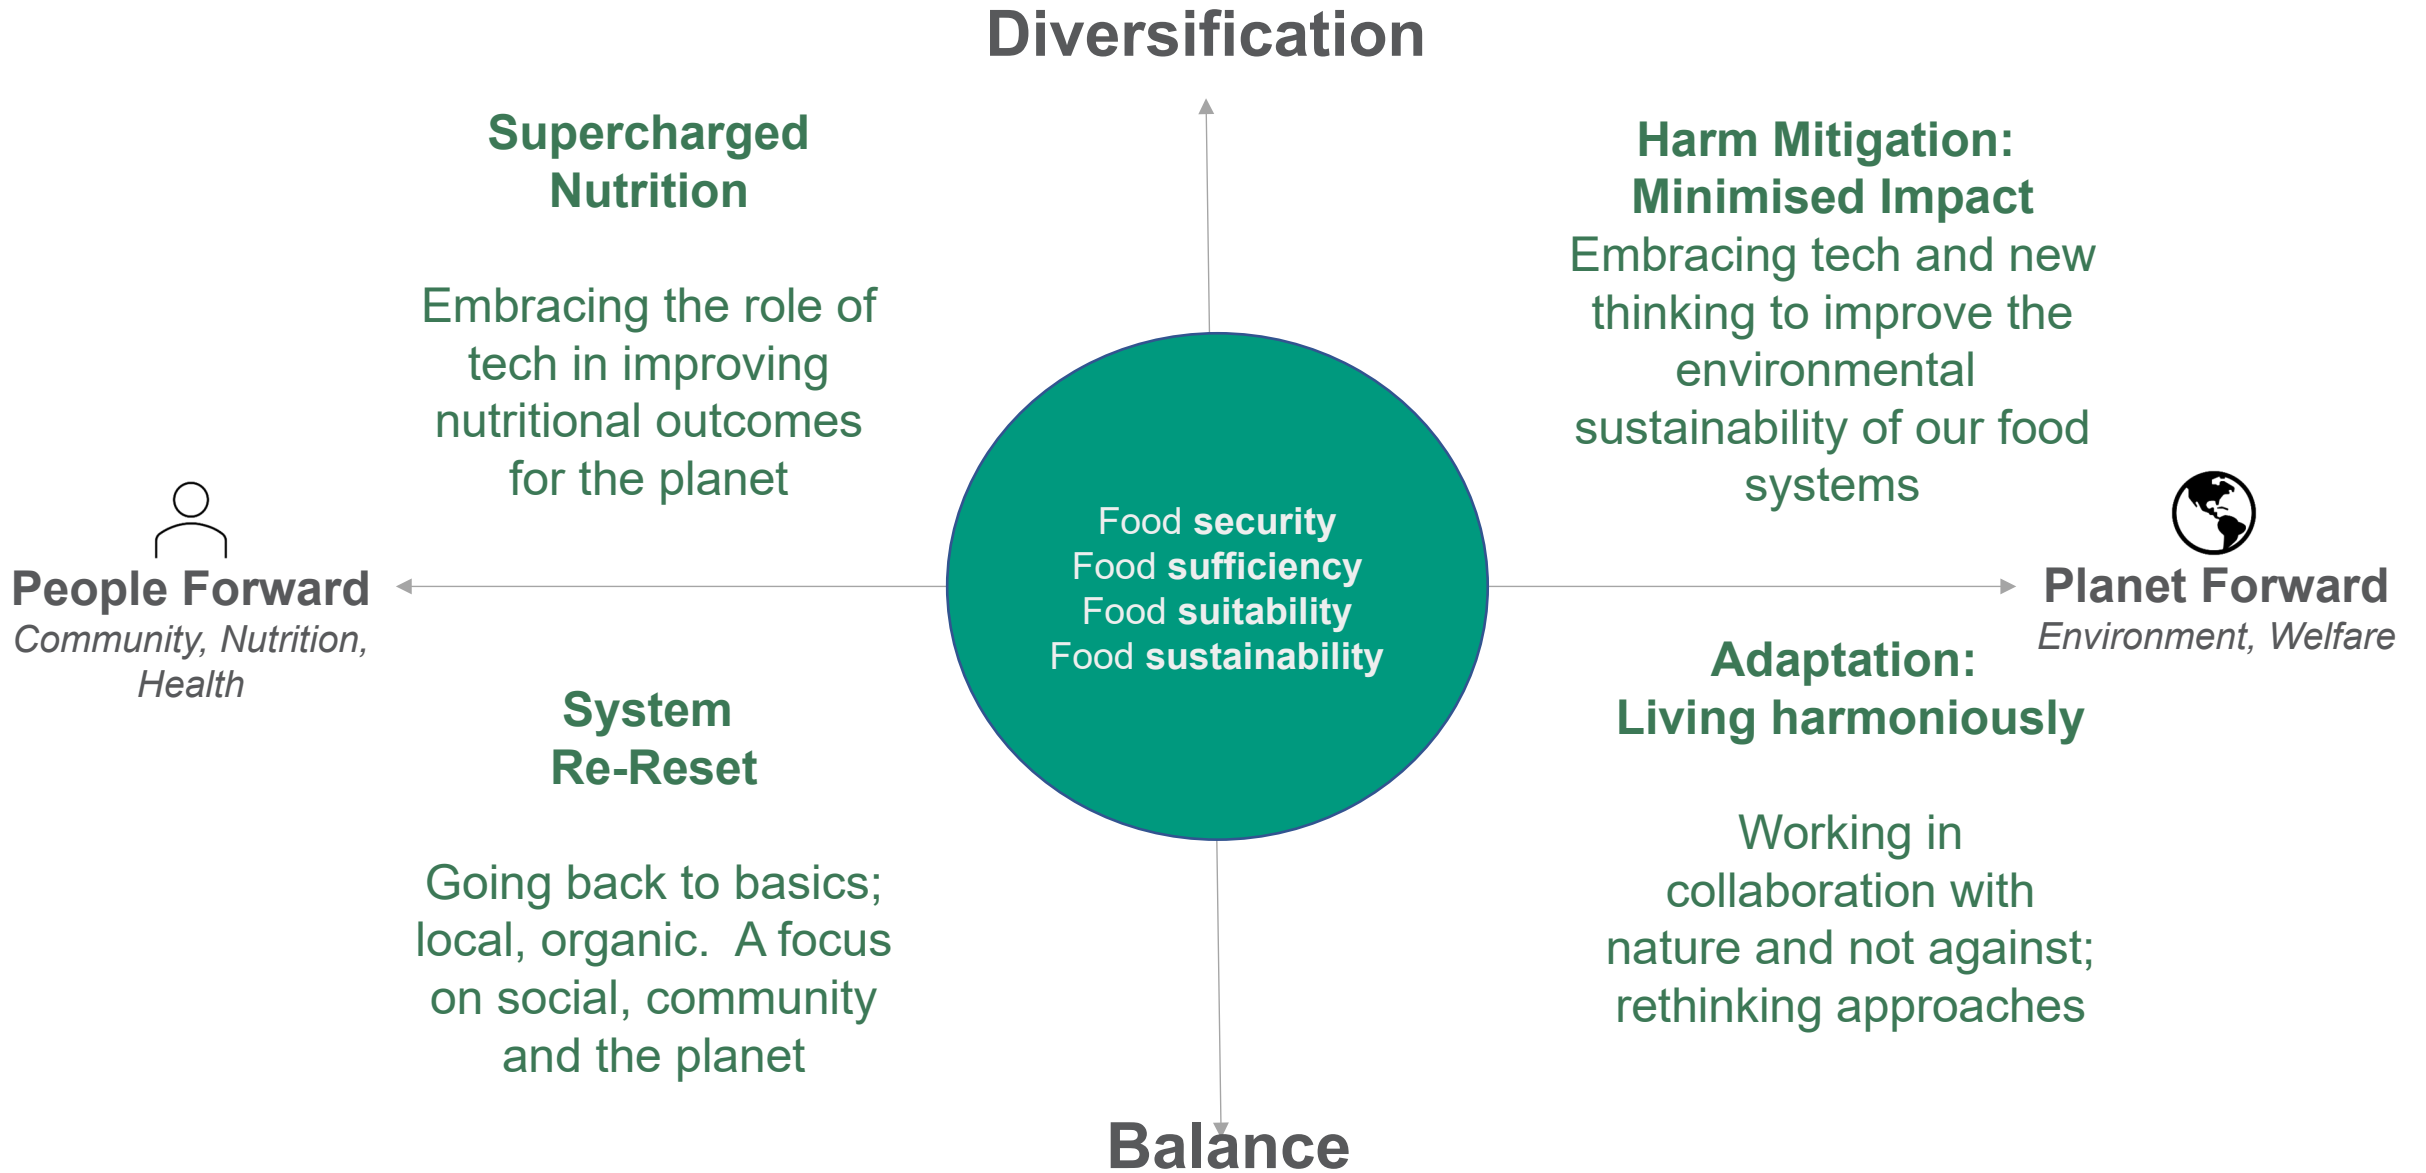 Diversification
Supercharged
Nutrition
Embracing the role of
tech in improving
nutritional outcomes
for the planet
Harm Mitigation:
Minimised Impact
Embracing tech and new
thinking to improve the
environmental
sustainability of our food
systems
People Forward
Community, Nutrition,
Health
Food security
Food sufficiency
Food suitability
Food sustainability
Planet Forward
Environment, Welfare
System
Re-Reset
Going back to basics;
local, organic.  A focus
on social, community
and the planet
Adaptation:
Living harmoniously
Working in
collaboration with
nature and not against;
rethinking approaches
Balance